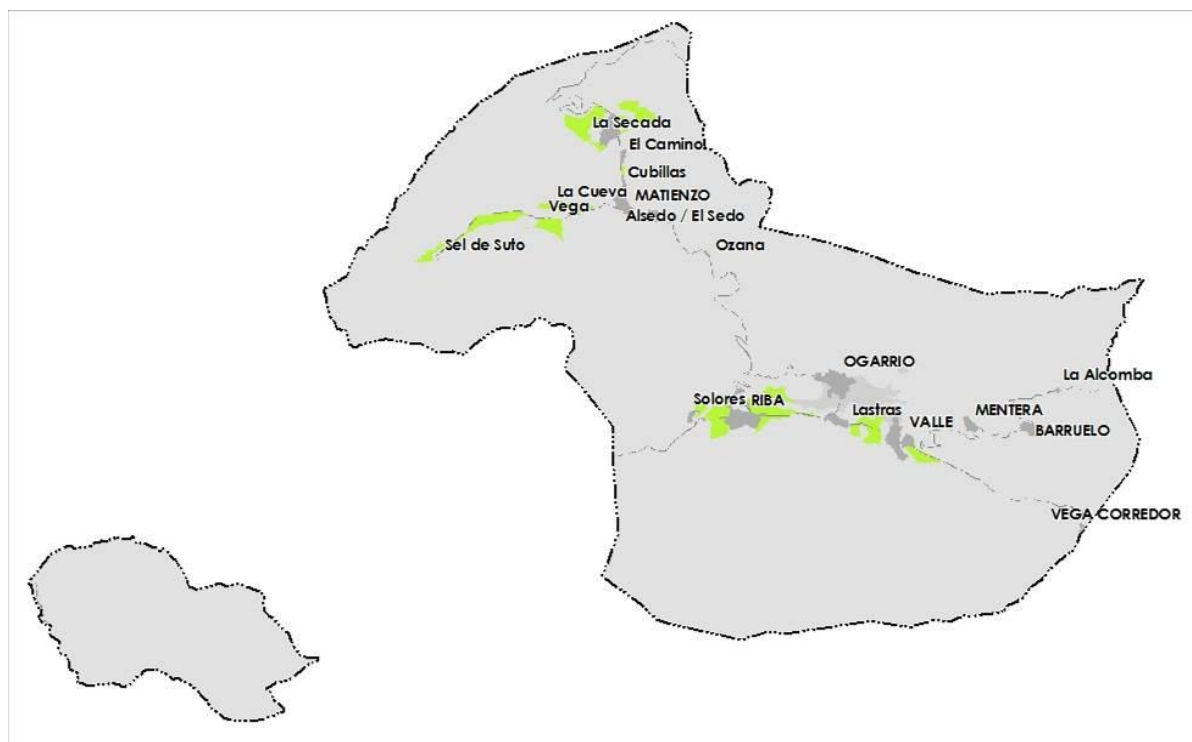 La Secada
El Camino
Cubillas
La Cueva
MATIENZO
Vega
Alsedo / El Sedo
Sel de Suto
Ozana
OGARRIO
La Alcomba
Solores
RIBA
Lastras
MENTERA
VALLE
BARRUELO
VEGA CORREDOR